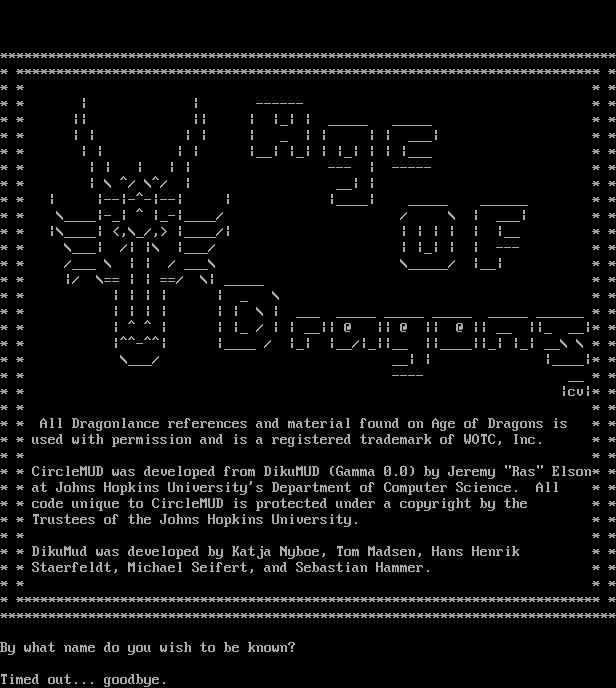 Age
Of
Dragons
cv
All Dragonlance references and material found on Age of Dragons is
used with permission and is a registered trademark of WOTC, Inc.
CircleMUD was developed from DikuMUD (Gamma 0.0) by Jeremy "Ras" Elson
at Johns Hopkins University's Department of Computer Science. All
code unique to CircleMUD is protected under a copyright by the
Trustees of the Johns Hopkins University.
DikuMud was developed by Katja Nyboe, Tom Madsen, Hans Henrik
Staerfeldt, Michael Seifert, and Sebastian Hammer.
By what name do you wish to be known?
Timed out... goodbye.